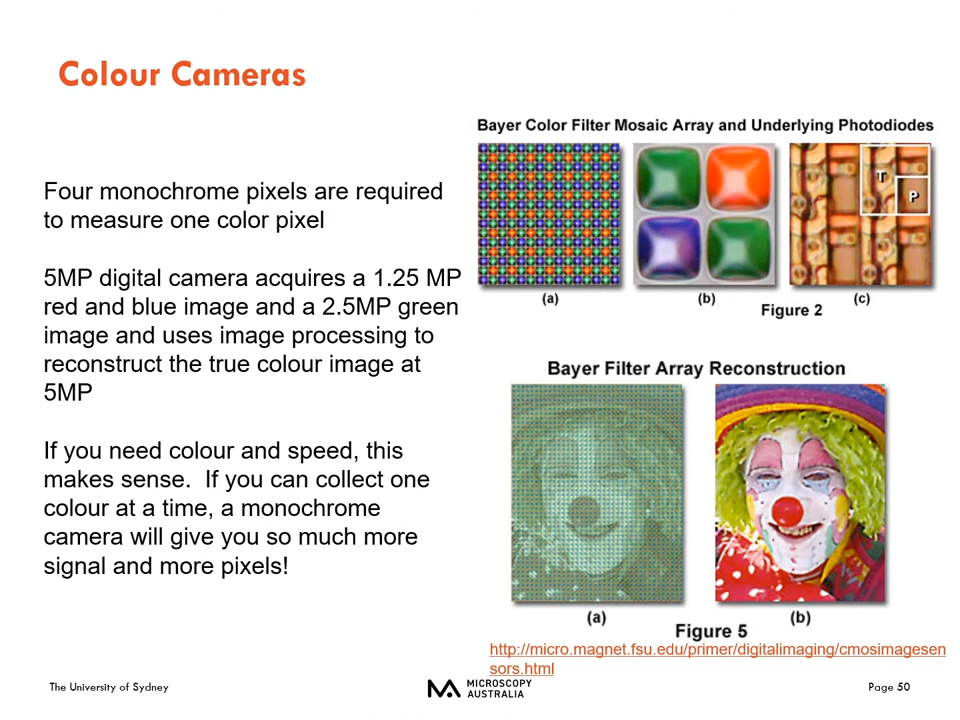 Colour Cameras
Bayer Color Filter Mosaic Array and Underlying Photodiodes
Four monochrome pixels are required
to measure one color pixel
5MP digital camera acquires a 1.25 MP
red and blue image and a 2.5MP green
image and uses image processing to
reconstruct the true colour image at
5MP
If you need colour and speed, this
makes sense.  If you can collect one
colour at a time, a monochrome
camera will give you so much more
signal and more pixels!
T
P
(a)
(b)
(c)
Figure 2
Bayer Filter Array Reconstruction
(a)
(b)
Figure 5
http://micro.magnet.fsu.edu/primer/digitalimaging/cmosimagesen
sors.html
The University of Sydney
MICROSCOPY
AUSTRALIA
Page 50